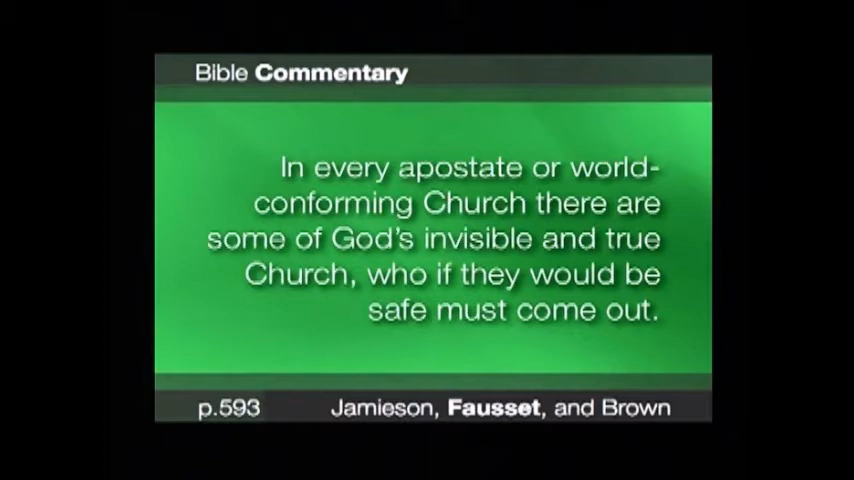 Bible Commentary
In every apostate or world-
conforming Church there are
some of God's invisible and true
Church, who if they would be
safe must come out.
p.593 Jamieson, Fausset, and Brown